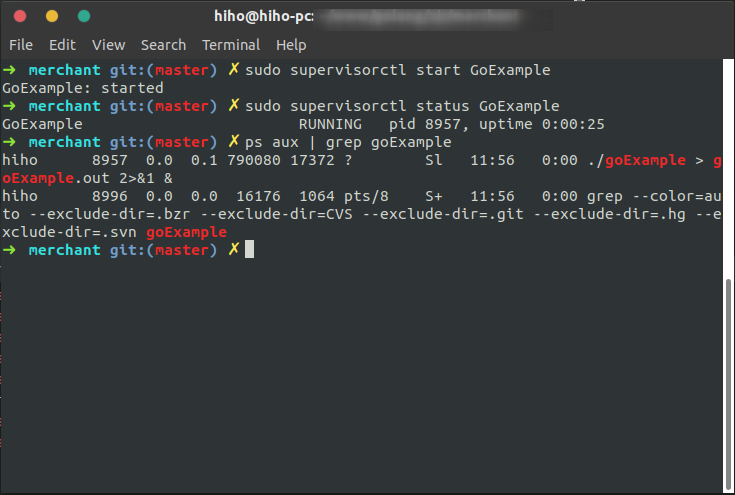 hiho@hiho-pc:
File Edit View Search Terminal Help
➜ merchant git:(master) ✗ sudo supervisorctl start GoExample
GoExample: started
➜ merchant git:(master) ✗ sudo supervisorctl status GoExample
GoExample                        RUNNING   pid 8957, uptime 0:00:25
➜ merchant git:(master) ✗ ps aux | grep goExample
hiho      8957  0.0  0.1 790080 17372 ?        Sl   11:56   0:00 ./goExample > g
oExample.out 2>&1 &
hiho      8996  0.0  0.0  16176  1064 pts/8    S+   11:56   0:00 grep --color=au
to --exclude-dir=.bzr --exclude-dir=CVS --exclude-dir=.git --exclude-dir=.hg --e
xclude-dir=.svn goExample
➜ merchant git:(master) ✗